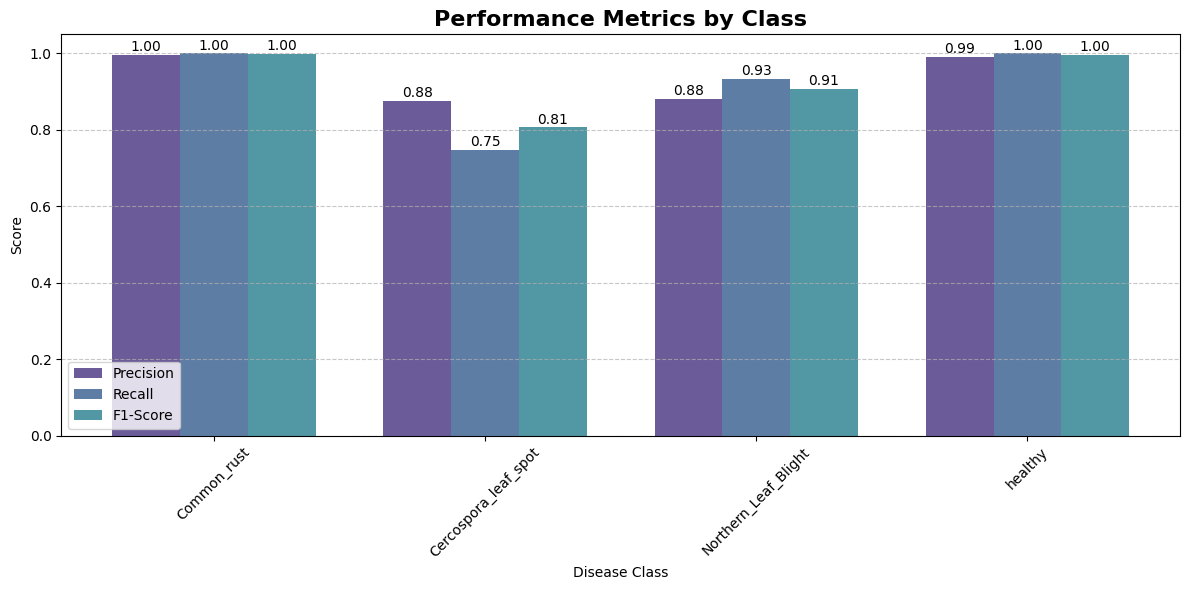 Performance Metrics by Class
1.00 1.00 1.00 0.88 0.75 0.81 0.88 0.93 0.91 0.99 1.00 1.00
Score
1.0
0.8
0.6
0.4
0.2
0.0
Precision
Recall
F1-Score
Common_rust
Cercospora_leaf_spot
Northern_Leaf_Blight
healthy
Disease Class